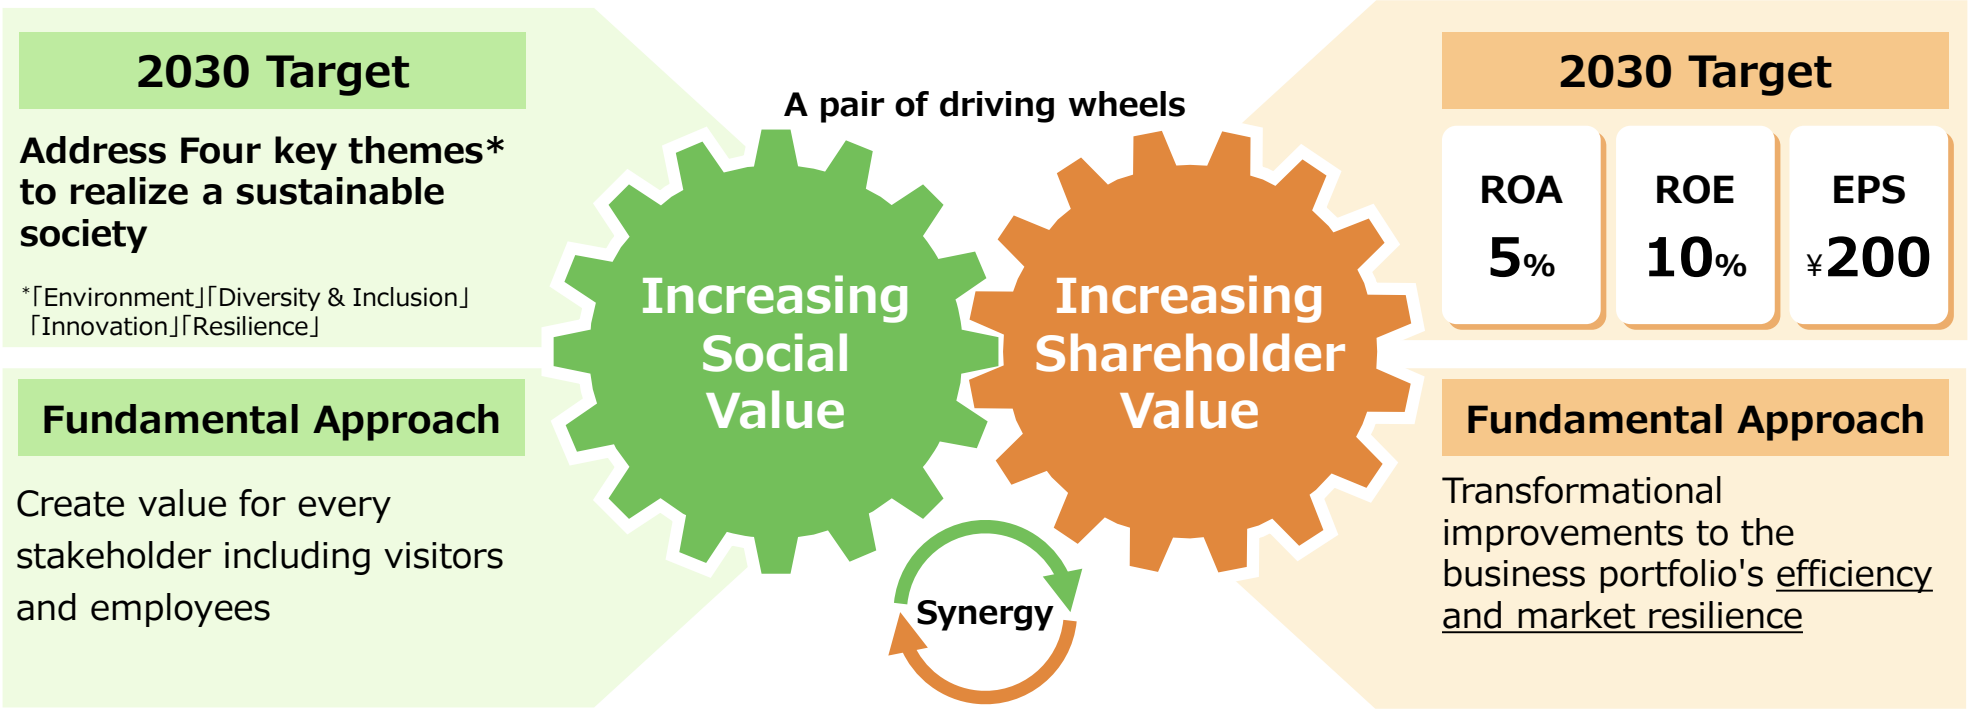 2030 Target
Address Four key themes*
to realize a sustainable
society
*「Environment」「Diversity & Inclusion」
「Innovation」「Resilience」
Fundamental Approach
Create value for every
stakeholder including visitors
and employees
A pair of driving wheels
Increasing
Social
Value
Increasing
Shareholder
Value
Synergy
2030 Target
ROA
5%
ROE
10%
EPS
¥200
Fundamental Approach
Transformational
improvements to the
business portfolio's efficiency
and market resilience